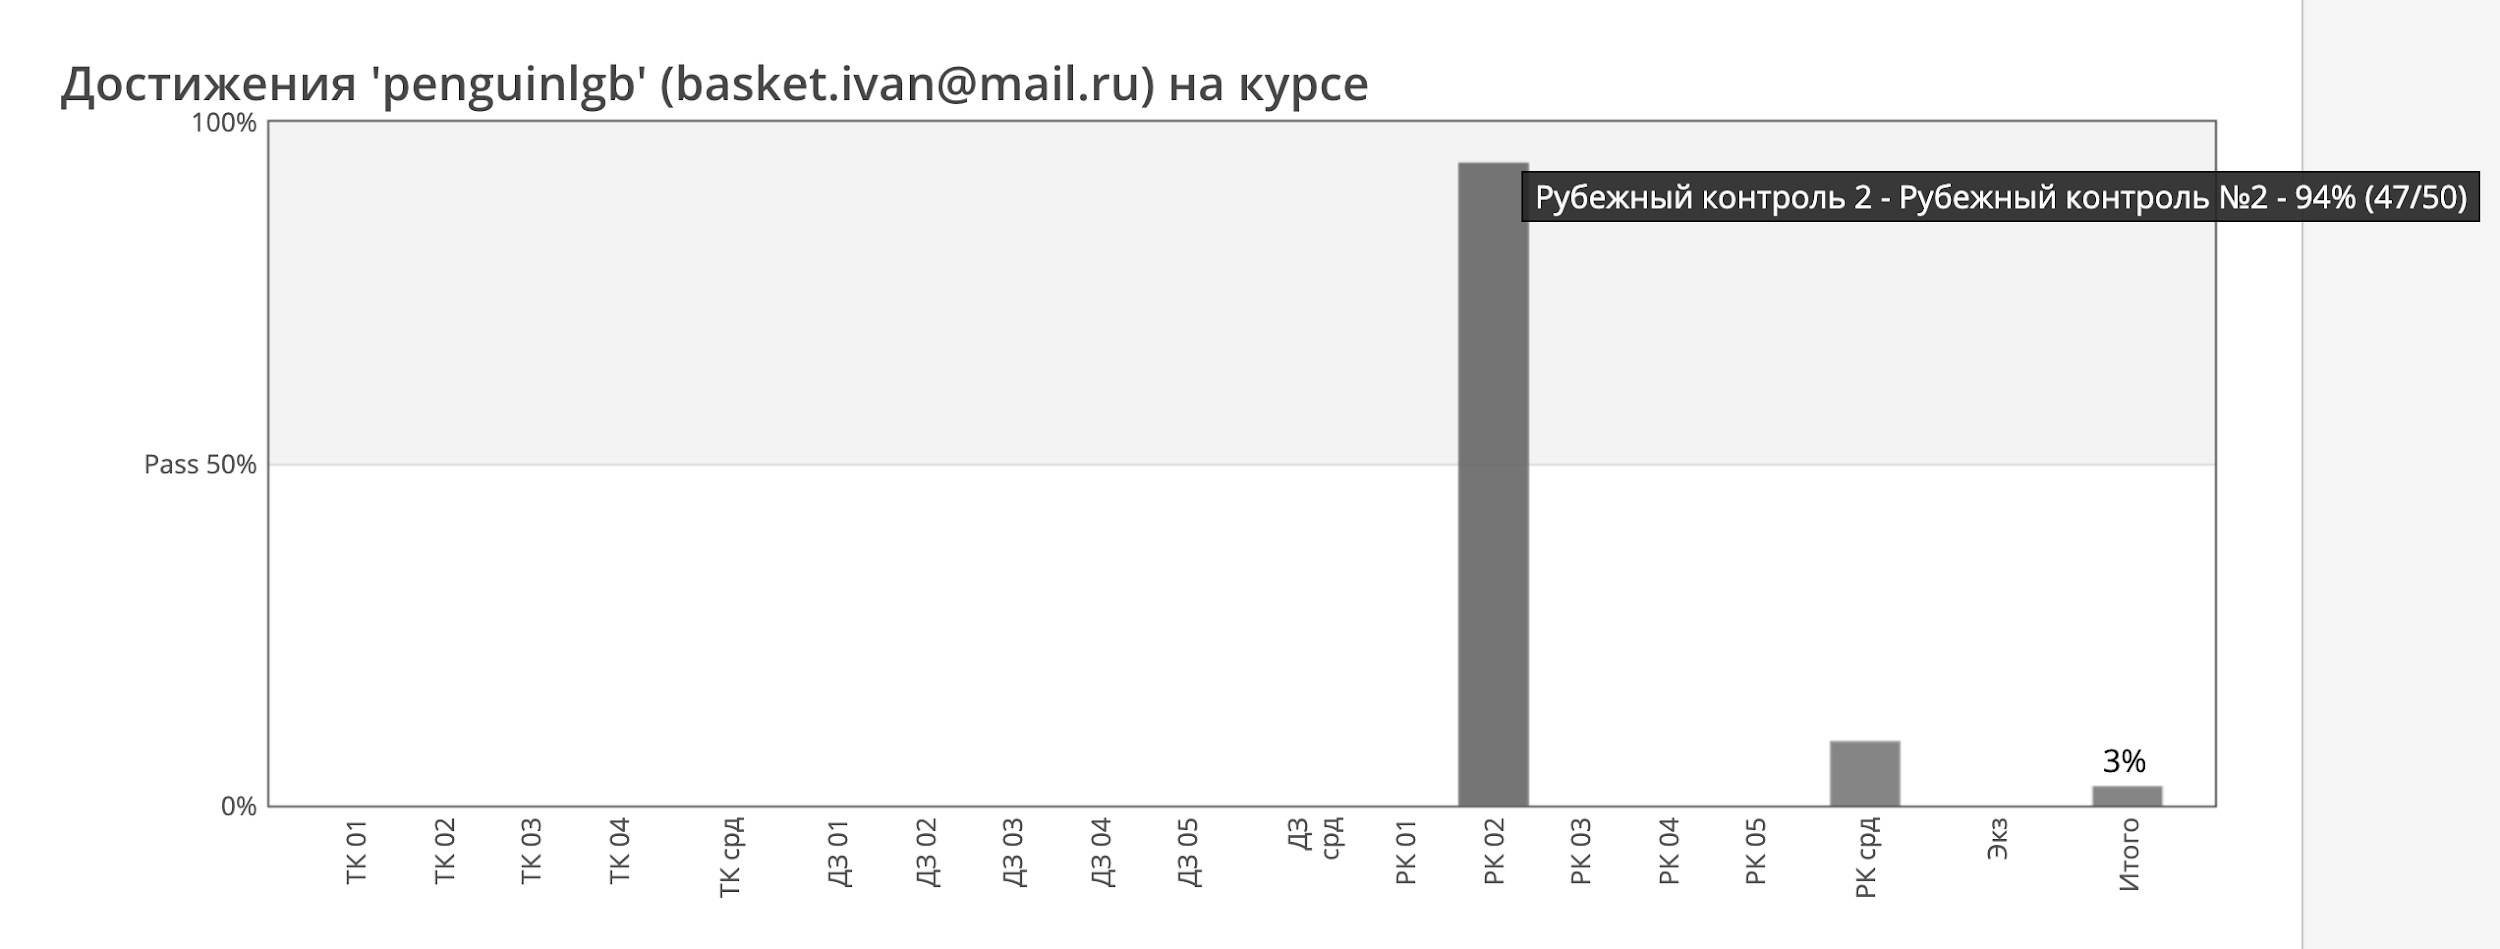 Достижения 'penguinlgb' (basket.ivan@mail.ru) на курсе
100%
Рубежный контроль 2 - Рубежный контроль №2 - 94% (47/50)
Pass 50%
3%
0%
ТК 01
ТК 02
ТК 03
ТК 04
ТК срд
ДЗ 01
ДЗ 02
ДЗ 03
ДЗ 04
ДЗ 05
ДЗ
срд
РК 01
РК 02
РК 03
РК 04
РК 05
РК срд
Экз
Итого